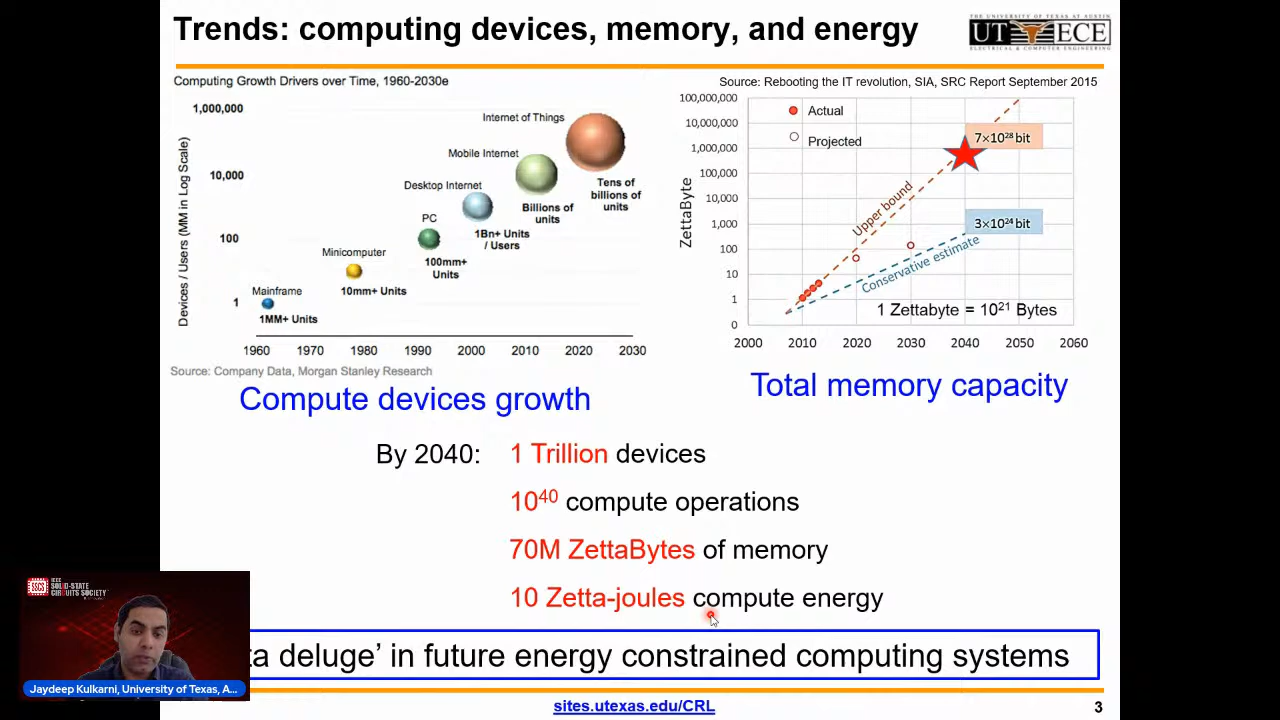 Trends: computing devices, memory, and energy
THE UNIVERSITY OF TEXAS AT AUSTIN
UT ECE
ELECTRICAL & COMPUTER ENGINEERING
Computing Growth Drivers over Time, 1960-2030e
Devices / Users (MM in Log Scale)
1,000,000
10,000
100
1
Internet of Things
Mobile Internet
Desktop Internet
PC
Minicomputer
Mainframe
Tens of
billions of
units
Billions of
units
1Bn+ Units
/ Users
100mm+
Units
10mm+ Units
1MM+ Units
1960 1970 1980 1990 2000 2010 2020 2030
Source: Company Data, Morgan Stanley Research
Compute devices growth
Source: Rebooting the IT revolution, SIA, SRC Report September 2015
ZettaByte
100,000,000
10,000,000
1,000,000
100,000
10,000
1,000
100
10
1
0
Actual
Projected
7×10²⁸ bit
Upper bound
3×10²⁴ bit
Conservative estimate
1 Zettabyte = 10²¹ Bytes
2000 2010 2020 2030 2040 2050 2060
Total memory capacity
By 2040: 1 Trillion devices
10⁴⁰ compute operations
70M ZettaBytes of memory
10 Zetta-joules compute energy
ta deluge’ in future energy constrained computing systems
SSCS
IEEE
SOLID-STATE
CIRCUITS SOCIETY
Jaydeep Kulkarni, University of Texas, A...
sites.utexas.edu/CRL
3